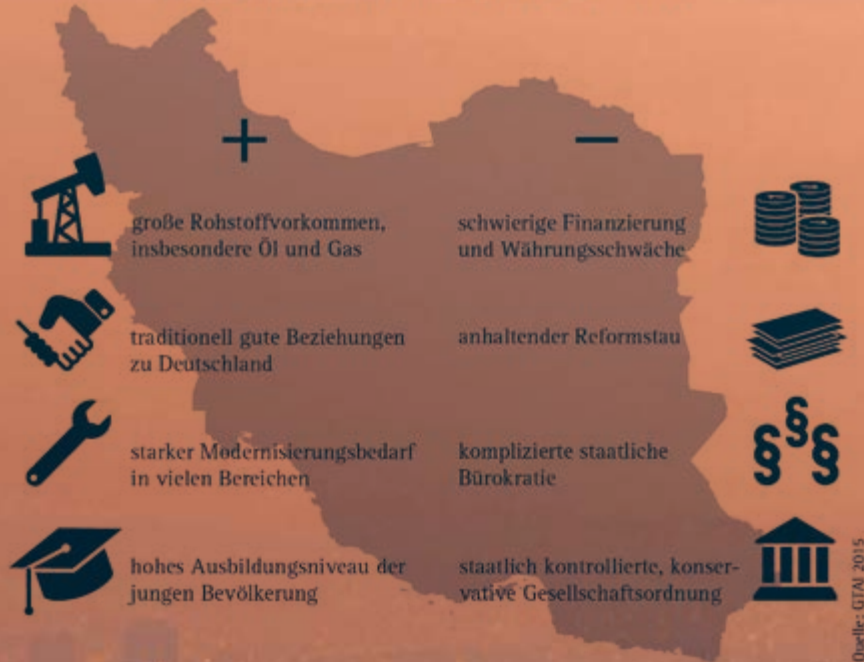 +
große Rohstoffvorkommen,
insbesondere Öl und Gas
traditionell gute Beziehungen
zu Deutschland
starker Modernisierungsbedarf
in vielen Bereichen
hohes Ausbildungsniveau der
jungen Bevölkerung
–
schwierige Finanzierung
und Währungsschwäche
anhaltender Reformstau
komplizierte staatliche
Bürokratie
staatlich kontrollierte, konser-
vative Gesellschaftsordnung
§ § §
Quelle: GTAI 2015